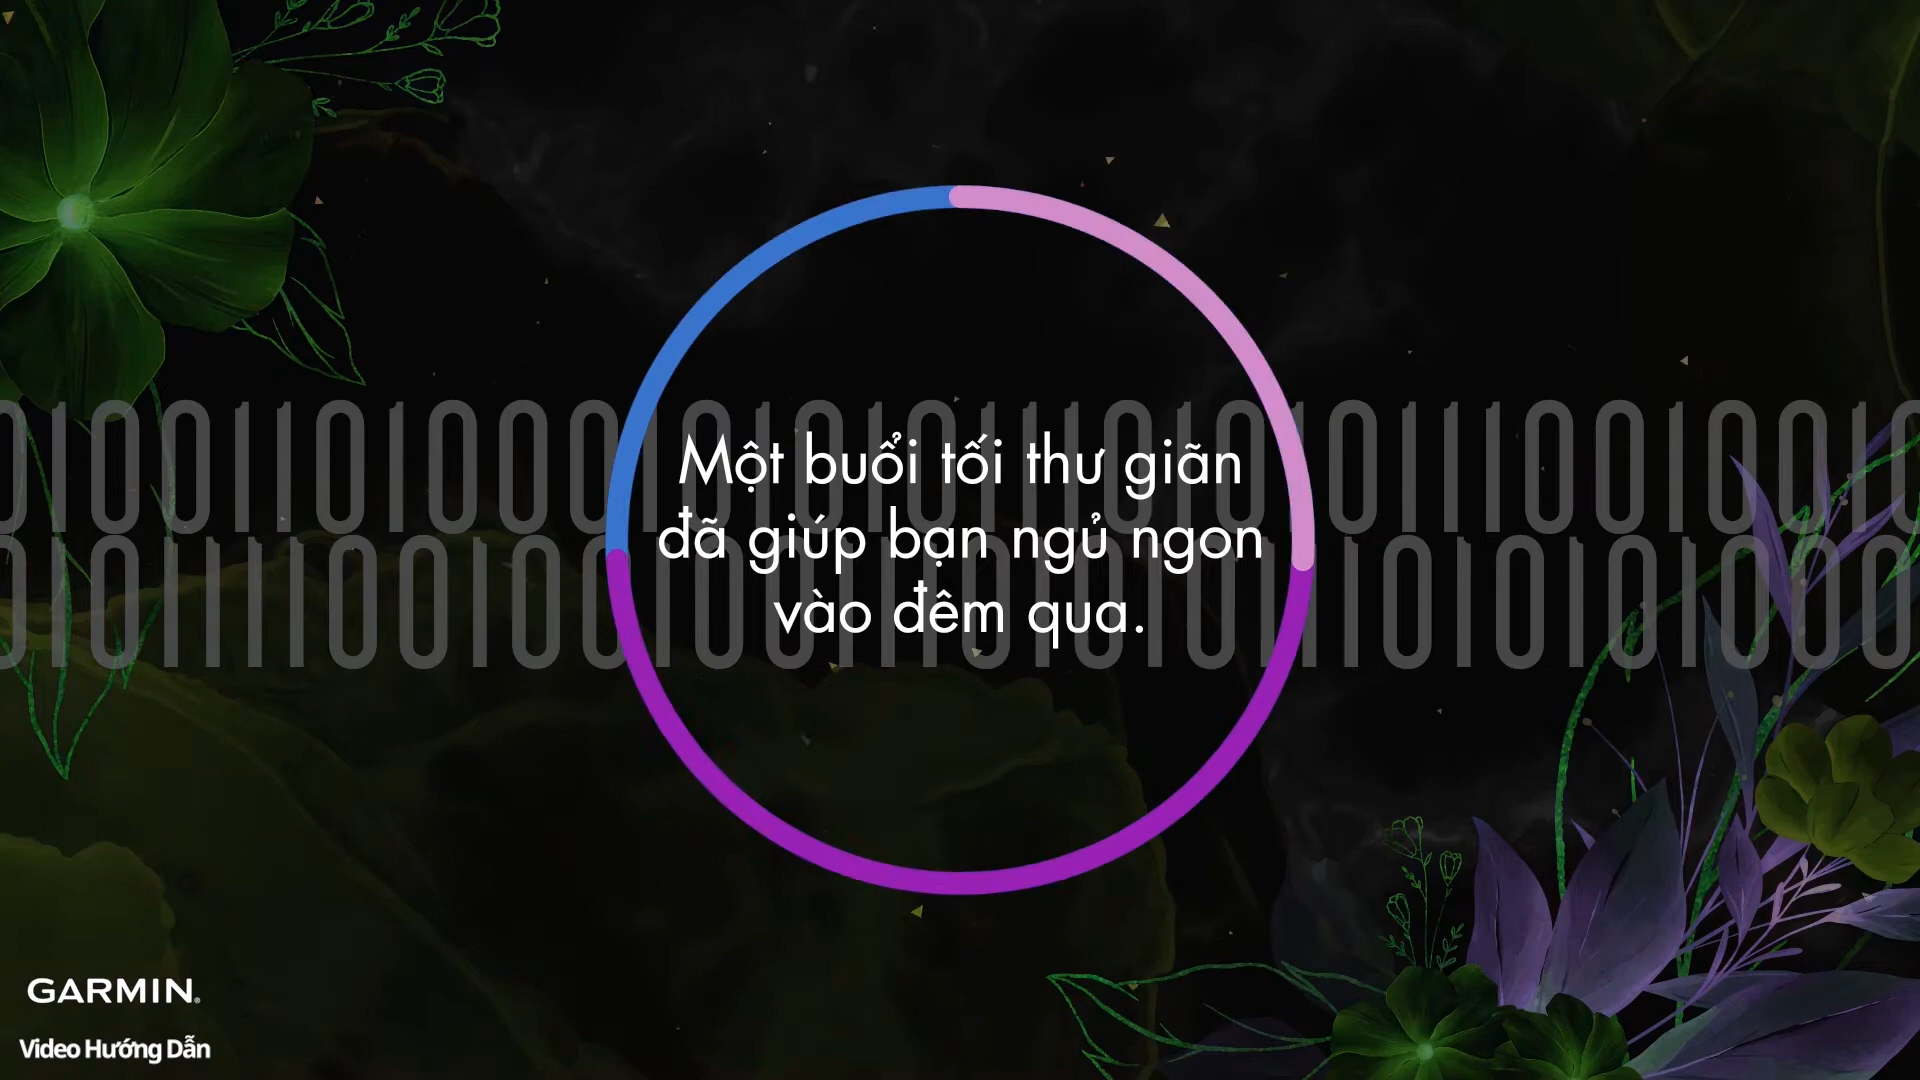 Một buổi tối thư giãn
đã giúp bạn ngủ ngon
vào đêm qua.
GARMIN
Video Hướng Dẫn